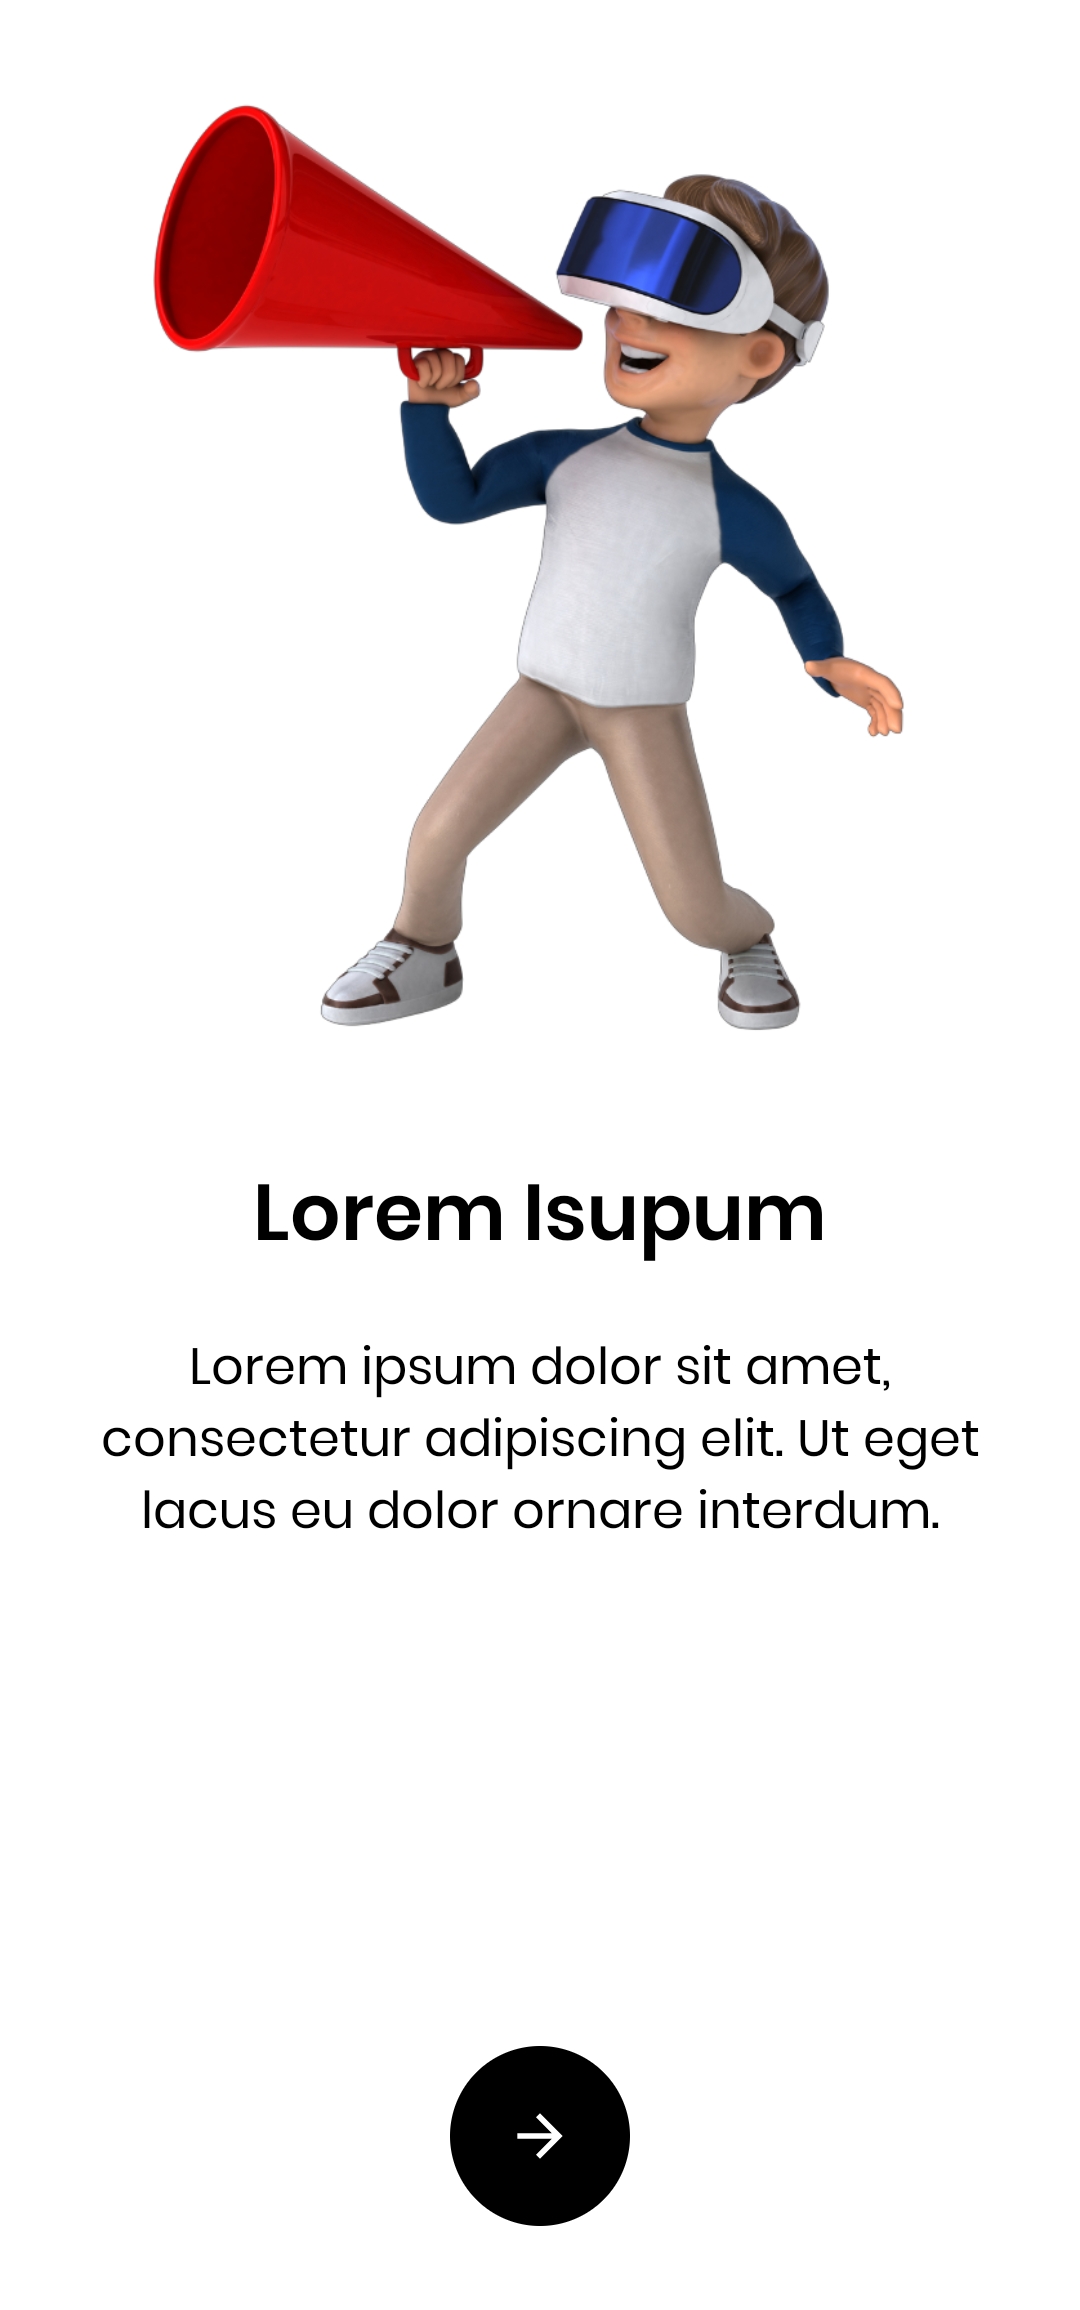 Lorem Isupum
Lorem ipsum dolor sit amet,
consectetur adipiscing elit. Ut eget
lacus eu dolor ornare interdum.